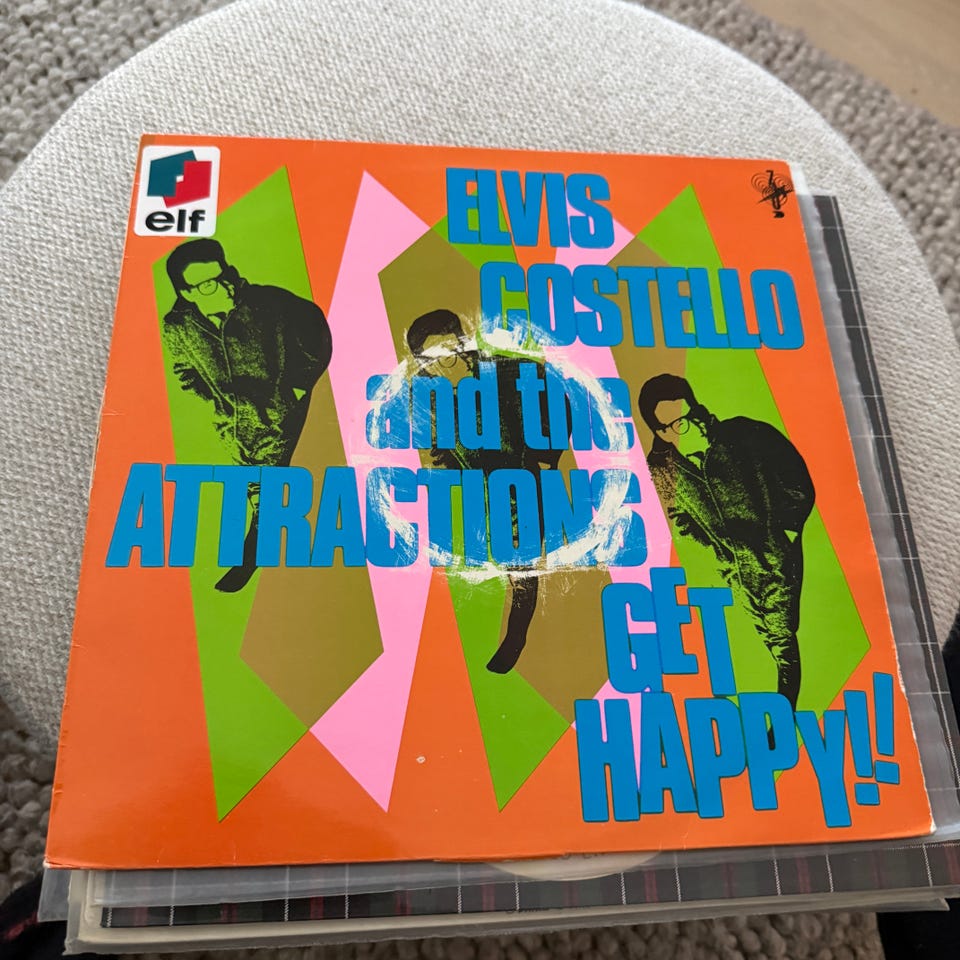 elf
ELVIS
COSTELLO
and the
ATTRACTIONS
GET
HAPPY!!